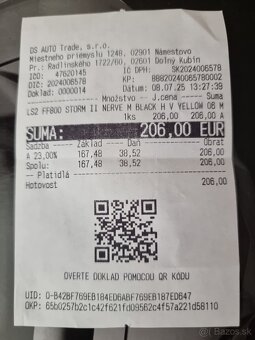 DS AUTO Trade, s.r.o.
Miestneho priemyslu 1248, 02901 Námestovo
Pr.: Radlinského 1722/60, 02601 Dolný Kubín
IČO: 47620145 IČ DPH: SK2024006578
DIČ: 2024006578 KP: 88820240065780002
Doklad: 0000014 08.07.25 13:27:39
Množstvo J.cena Suma
LS2 FF800 STORM II NERVE M BLACK H V YELLOW 08 M
1ks 206,00 206,00 A
SUMA: 206,00 EUR
Sadzba Základ Daň Obrat
A 23,00% 167,48 38,52 206,00
Spolu: 167,48 38,52 206,00
Platidlá
Hotovosť 206,00
OVERTE DOKLAD POMOCOU QR KÓDU
UID: O-B42BF769EB184ED6ABF769EB187ED647
OKP: 65b0257b2c1c42f621fd09562c4f57a221d58110
bazos.sk